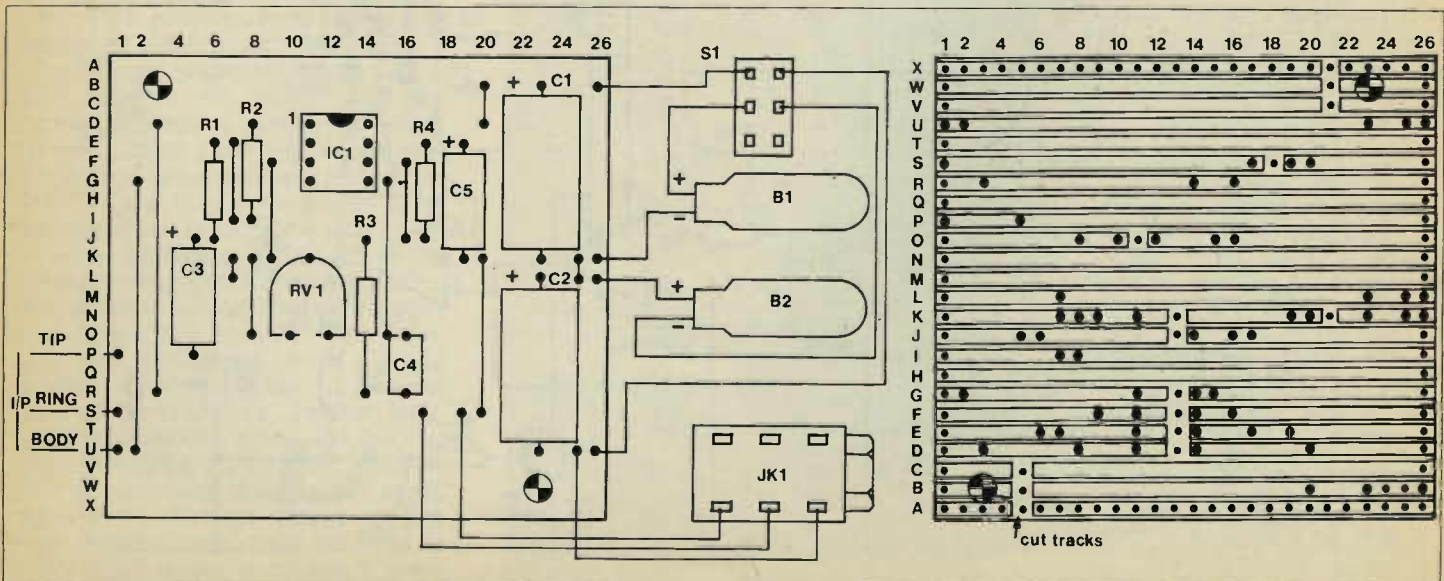 1 2 4 6 8 10 12 14 16 18 20 22 24 26
A
B
C
D
E
F
G
H
I
J
K
L
M
N
O
P
Q
R
S
T
U
V
W
X
TIP
I/P RING
BODY
R1
R2
1
IC1
R4
+
C5
+ C1
+
C3
R3
RV1
C4
+ C2
S1
+
B1
−
+
B2
−
JK1
1 2 4 6 8 10 12 14 16 18 20 22 24 26
X
W
V
U
T
S
R
Q
P
O
N
M
L
K
J
I
H
G
F
E
D
C
B
A
cut tracks